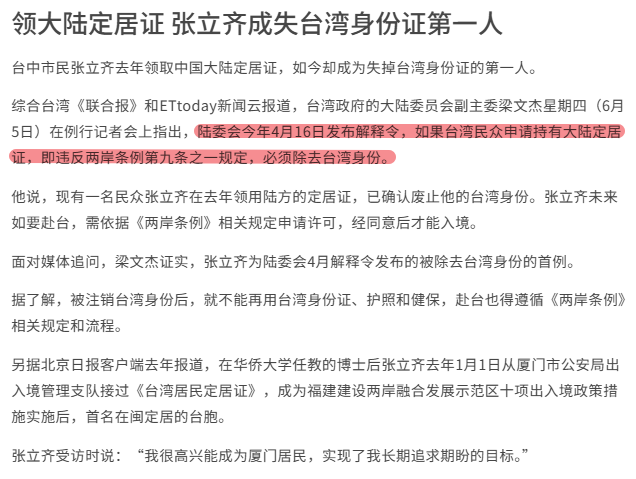 领大陆定居证 张立齐成失台湾身份证第一人
台中市民张立齐去年领取中国大陆定居证，如今却成为失掉台湾身份证的第一人。
综合台湾《联合报》和ETtoday新闻云报道，台湾政府的大陆委员会副主委梁文杰星期四（6月
5日）在例行记者会上指出，陆委会今年4月16日发布解释令，如果台湾民众申请持有大陆定居
证，即违反两岸条例第九条之一规定，必须除去台湾身份。
他说，现有一名民众张立齐在去年领用陆方的定居证，已确认废止他的台湾身份。张立齐未来
如要赴台，需依据《两岸条例》相关规定申请许可，经同意后才能入境。
面对媒体追问，梁文杰证实，张立齐为陆委会4月解释令发布的被除去台湾身份的首例。
据了解，被注销台湾身份后，就不能再用台湾身份证、护照和健保，赴台也得遵循《两岸条例》
相关规定和流程。
另据北京日报客户端去年报道，在华侨大学任教的博士后张立齐去年1月1日从厦门市公安局出
入境管理支队接过《台湾居民定居证》，成为福建建设两岸融合发展示范区十项出入境政策措
施实施后，首名在闽定居的台胞。
张立齐受访时说：“我很高兴能成为厦门居民，实现了我长期追求期盼的目标。”